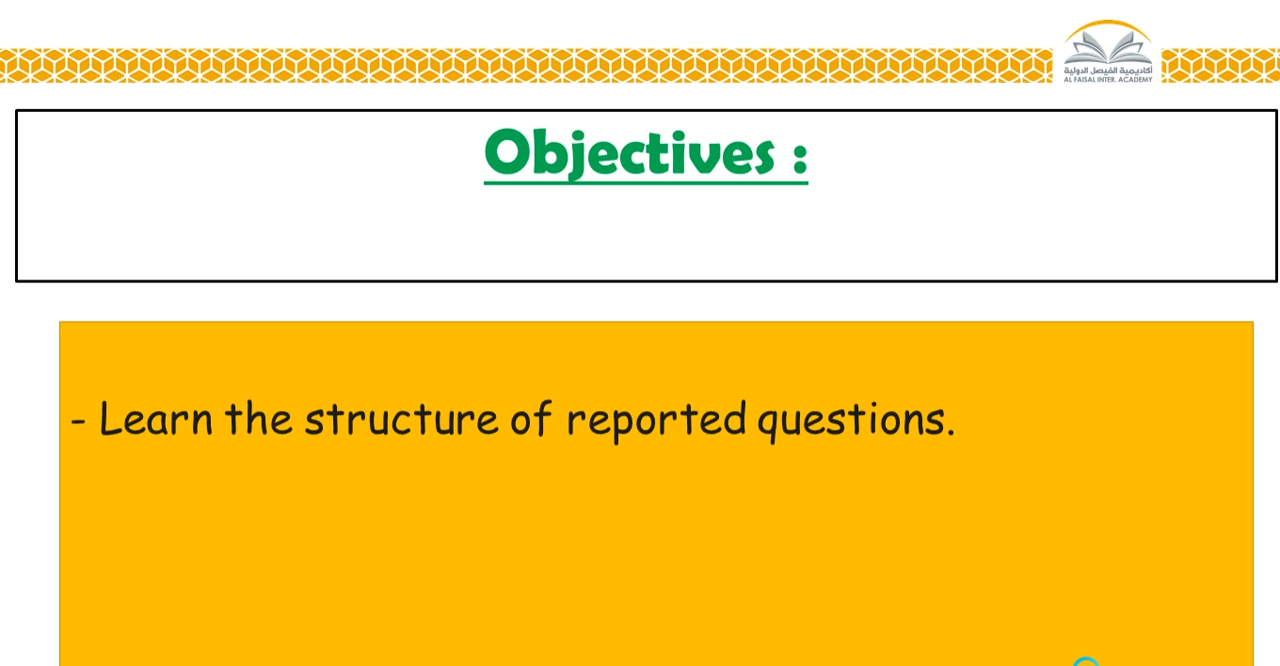 أكاديمية الفيصل الدولية
AL FAISAL INTER. ACADEMY
Objectives :
- Learn the structure of reported questions.